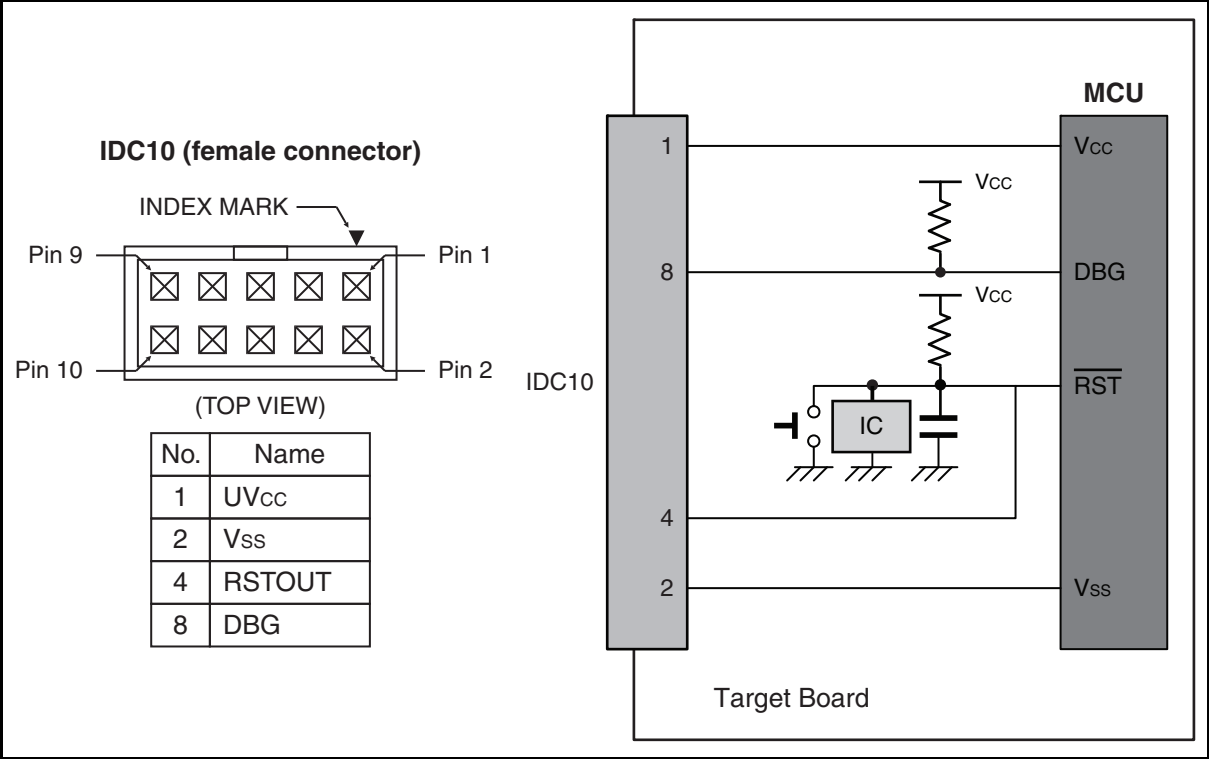 IDC10 (female connector)
INDEX MARK
Pin 9
Pin 1
Pin 10
Pin 2
(TOP VIEW)
No. Name
1 UVCC
2 VSS
4 RSTOUT
8 DBG
IDC10
1
8
4
2
MCU
VCC
VCC
DBG
VCC
RST
IC
VSS
Target Board